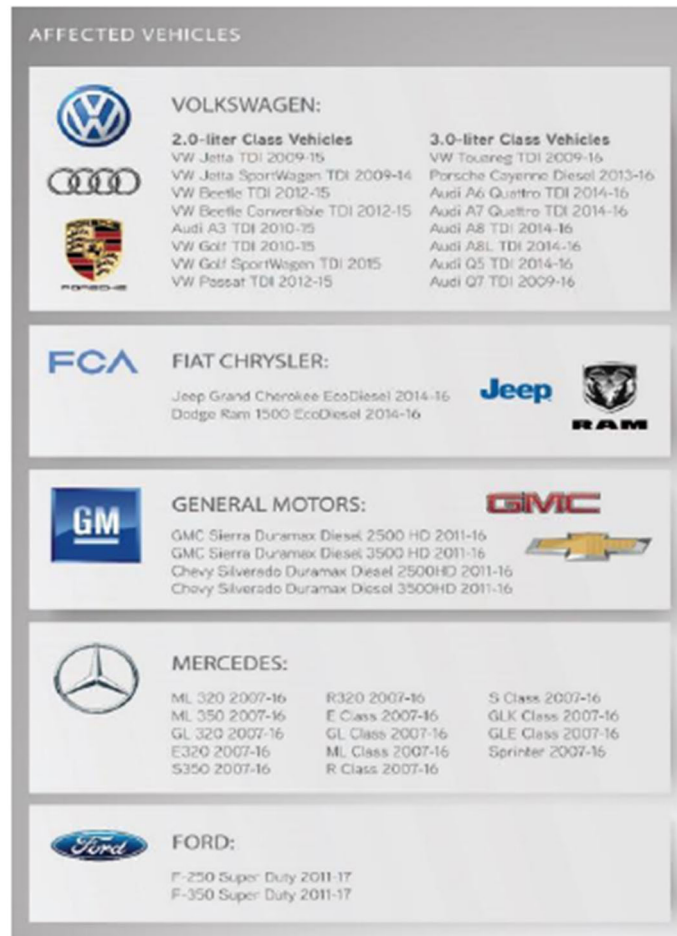 AFFECTED VEHICLES
VOLKSWAGEN:
2.0-liter Class Vehicles
VW Jetta TDI 2009-15
VW Jetta SportWagen TDI 2009-14
VW Beetle TDI 2012-15
VW Beetle Convertible TDI 2012-15
Audi A3 TDI 2010-15
VW Golf TDI 2010-15
VW Golf SportWagen TDI 2015
VW Passat TDI 2012-15
3.0-liter Class Vehicles
VW Touareg TDI 2009-16
Porsche Cayenne Diesel 2013-16
Audi A6 Quattro TDI 2014-16
Audi A7 Quattro TDI 2014-16
Audi A8 TDI 2014-16
Audi A8L TDI 2014-16
Audi Q5 TDI 2014-16
Audi Q7 TDI 2009-16
PORSCHE
FCA
FIAT CHRYSLER:
Jeep Grand Cherokee EcoDiesel 2014-16
Dodge Ram 1500 EcoDiesel 2014-16
Jeep
RAM
GM
GENERAL MOTORS:
GMC
GMC Sierra Duramax Diesel 2500 HD 2011-16
GMC Sierra Duramax Diesel 3500 HD 2011-16
Chevy Silverado Duramax Diesel 2500HD 2011-16
Chevy Silverado Duramax Diesel 3500HD 2011-16
MERCEDES:
ML 320 2007-16
ML 350 2007-16
GL 320 2007-16
E320 2007-16
S350 2007-16
R320 2007-16
E Class 2007-16
GL Class 2007-16
ML Class 2007-16
R Class 2007-16
S Class 2007-16
GLK Class 2007-16
GLE Class 2007-16
Sprinter 2007-16
Ford
FORD:
F-250 Super Duty 2011-17
F-350 Super Duty 2011-17